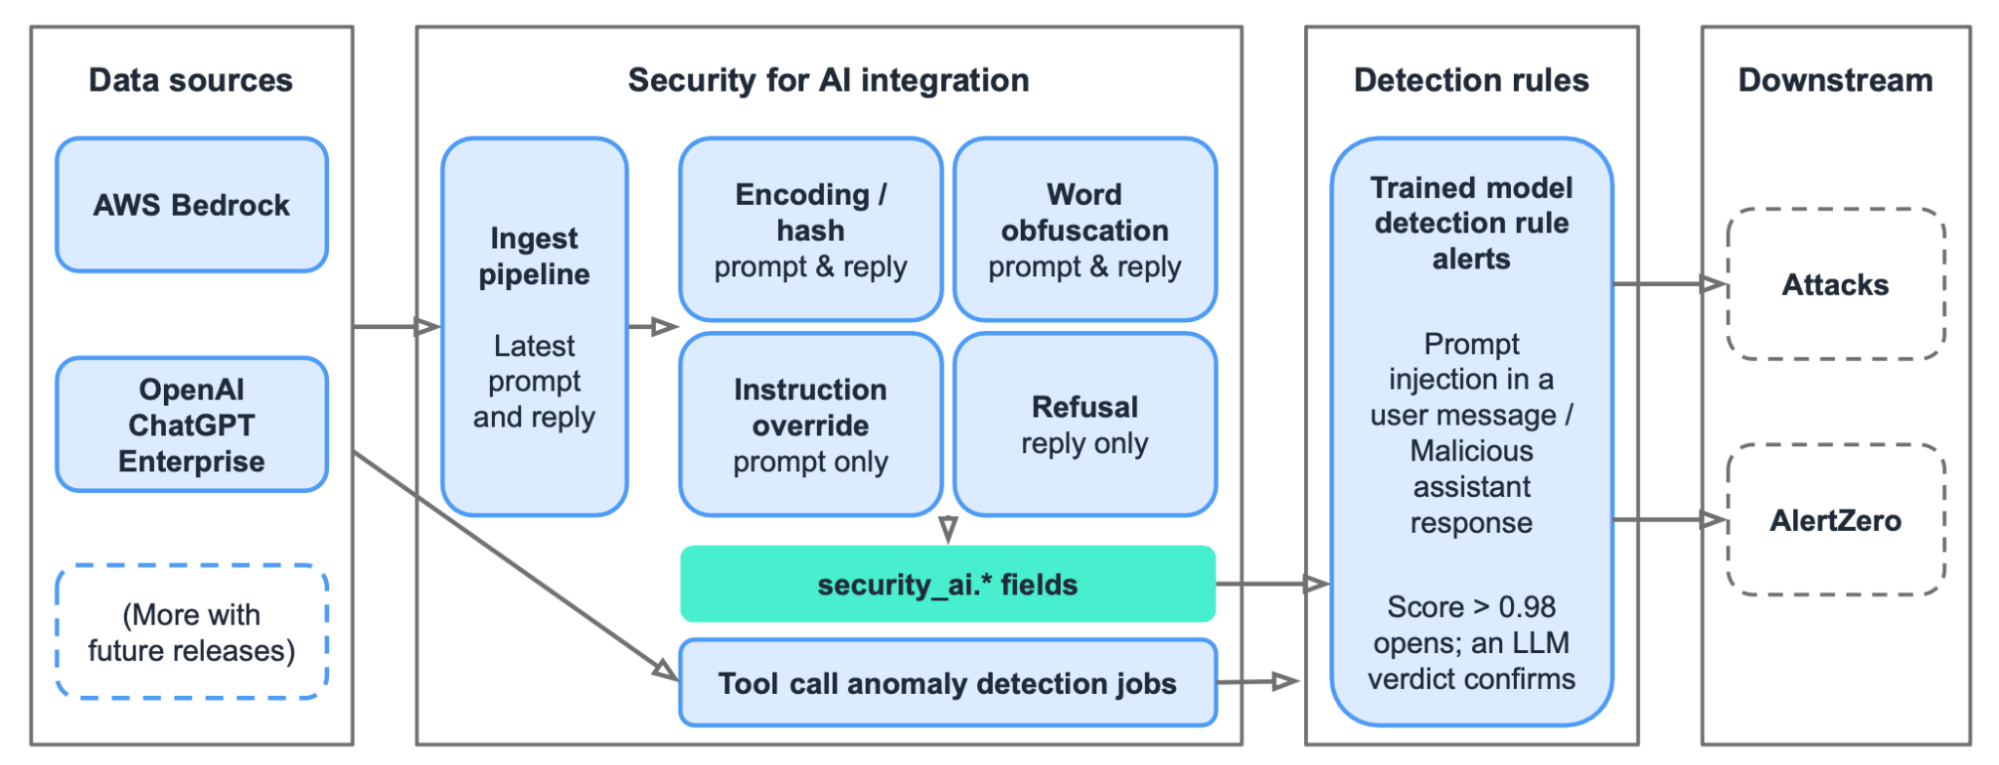 Data sources
AWS Bedrock
OpenAI
ChatGPT
Enterprise
(More with
future releases)
Security for AI integration
Ingest
pipeline
Latest
prompt
and reply
Encoding /
hash
prompt & reply
Word
obfuscation
prompt & reply
Instruction
override
prompt only
Refusal
reply only
security_ai.* fields
Tool call anomaly detection jobs
Detection rules
Trained model
detection rule
alerts
Prompt
injection in a
user message /
Malicious
assistant
response
Score > 0.98
opens; an LLM
verdict confirms
Downstream
Attacks
AlertZero